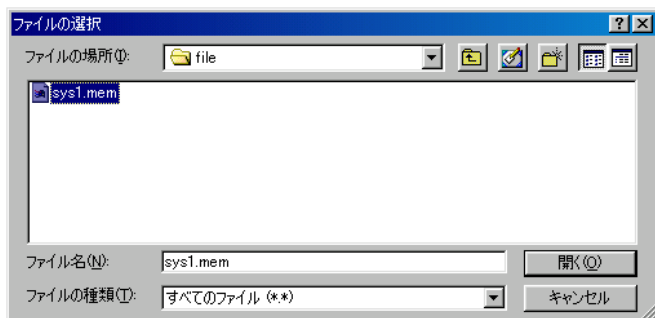 ファイルの選択
ファイルの場所(I): file
sys1.mem
ファイル名(N): sys1.mem 開く(O)
ファイルの種類(T): すべてのファイル (*.*) キャンセル